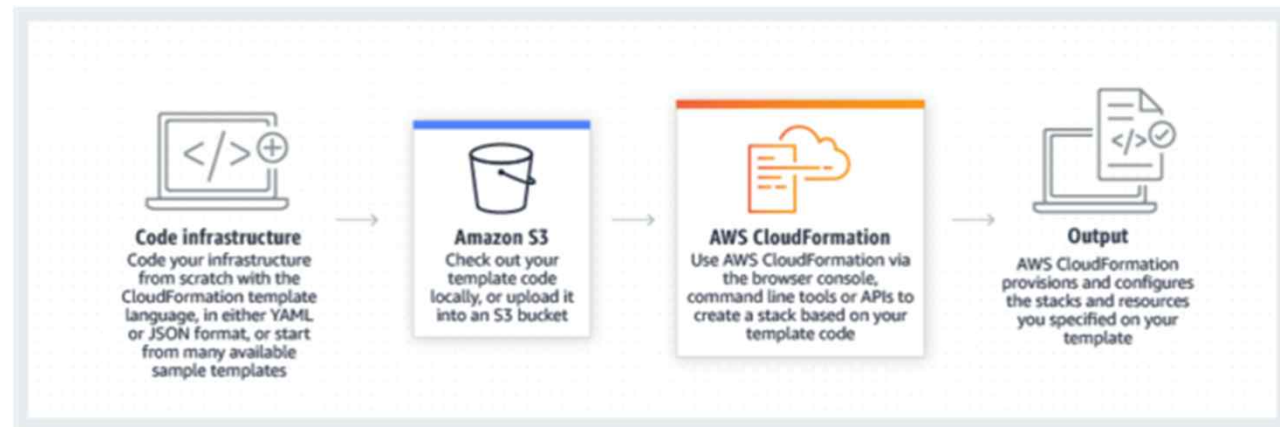 </>
Code infrastructure
Code your infrastructure
from scratch with the
CloudFormation template
language, in either YAML
or JSON format, or start
from many available
sample templates
Amazon S3
Check out your
template code
locally, or upload it
into an S3 bucket
AWS CloudFormation
Use AWS CloudFormation via
the browser console,
command line tools or APIs to
create a stack based on your
template code
</>
Output
AWS CloudFormation
provisions and configures
the stacks and resources
you specified on your
template